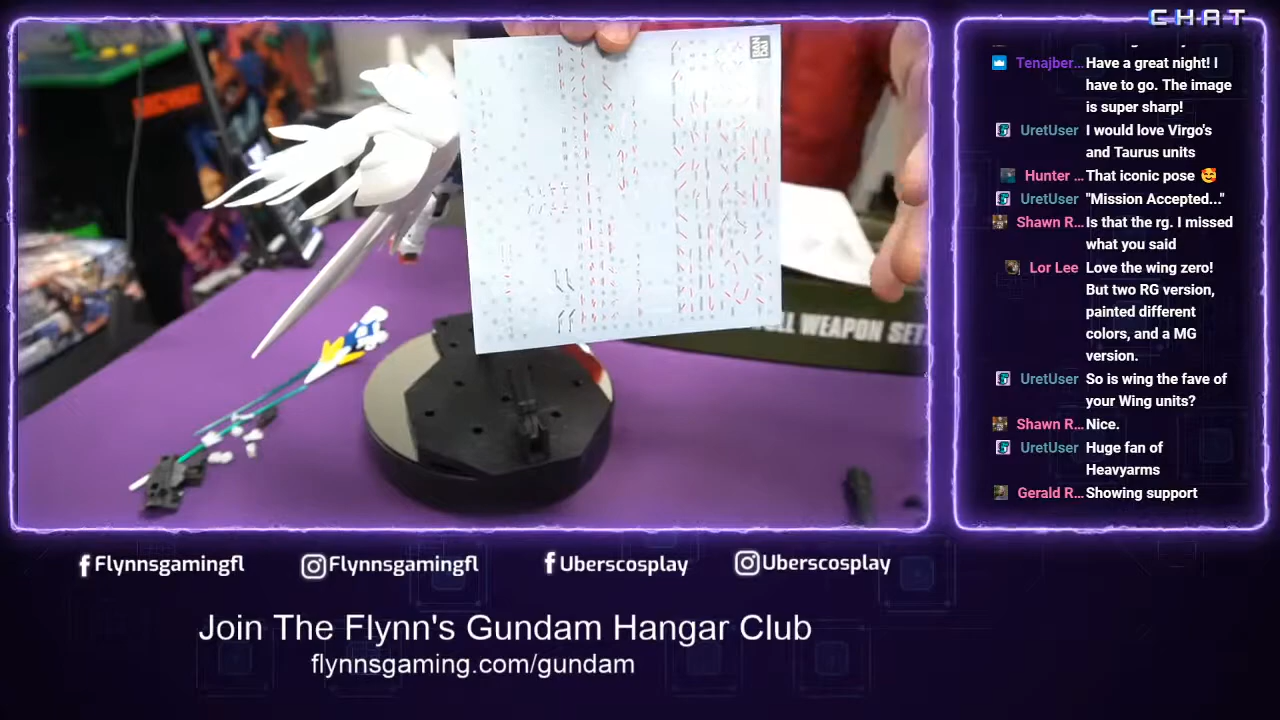 CHAT
BAN
DAI
WEAPON SET
Tenajber... Have a great night! I
have to go. The image
is super sharp!
UretUser I would love Virgo's
and Taurus units
Hunter ... That iconic pose 🥰
UretUser "Mission Accepted..."
Shawn R... Is that the rg. I missed
what you said
Lor Lee Love the wing zero!
But two RG version,
painted different
colors, and a MG
version.
UretUser So is wing the fave of
your Wing units?
Shawn R... Nice.
UretUser Huge fan of
Heavyarms
Gerald R... Showing support
Flynnsgamingfl Flynnsgamingfl Uberscosplay Uberscosplay
Join The Flynn's Gundam Hangar Club
flynnsgaming.com/gundam